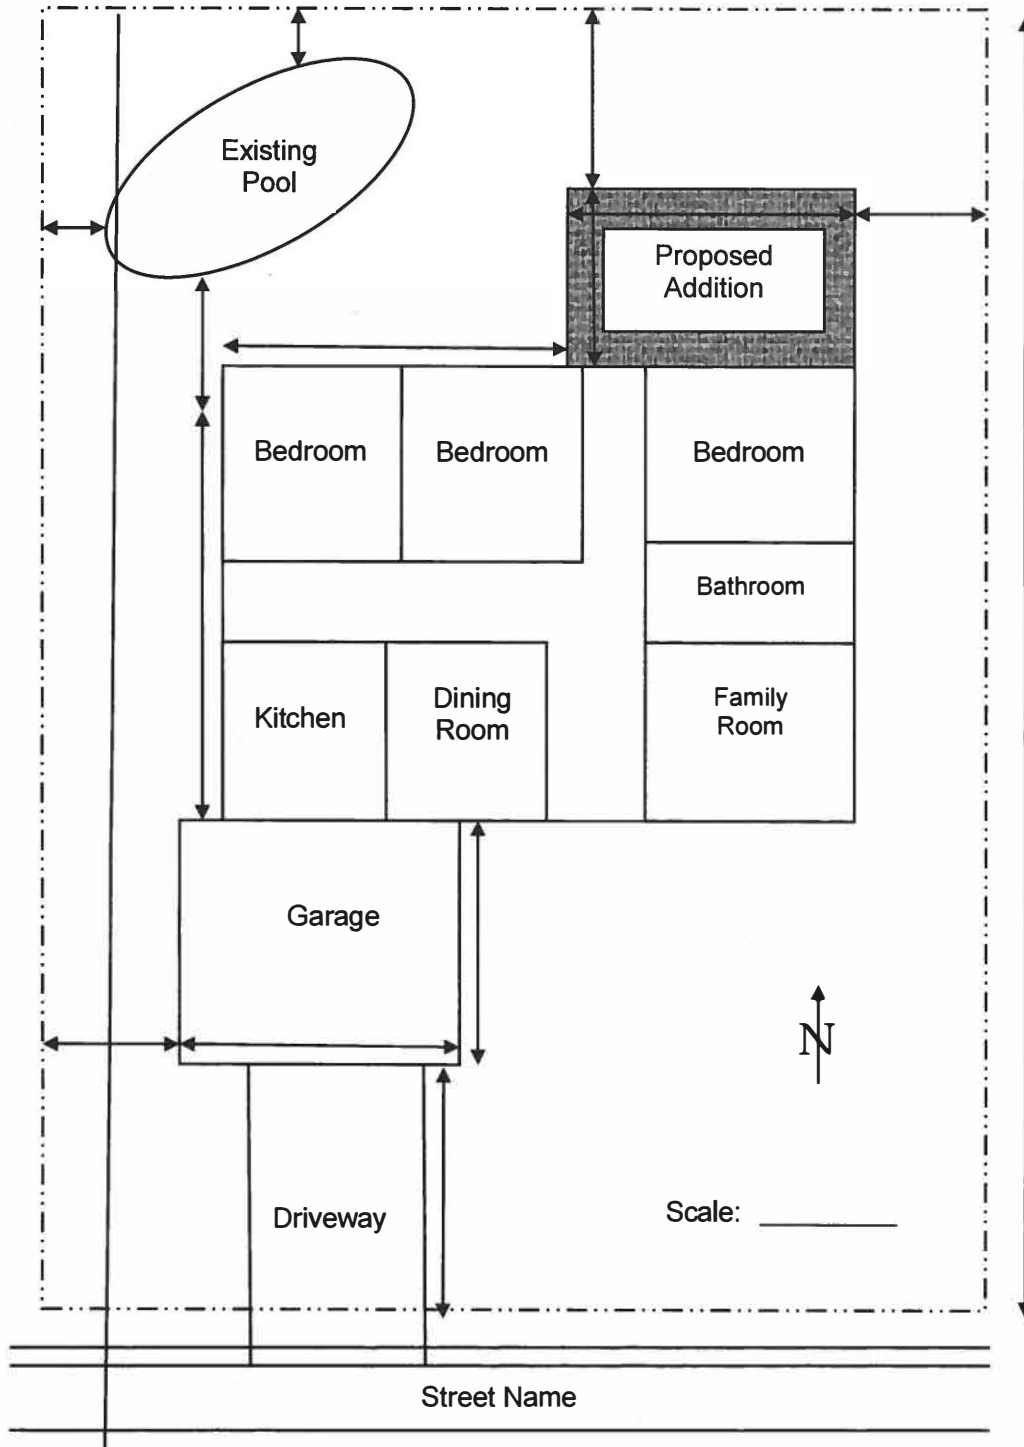 Existing
Pool
Proposed
Addition
Bedroom
Bedroom
Bedroom
Bathroom
Kitchen
Dining
Room
Family
Room
Garage
N
Driveway
Scale:
Street Name